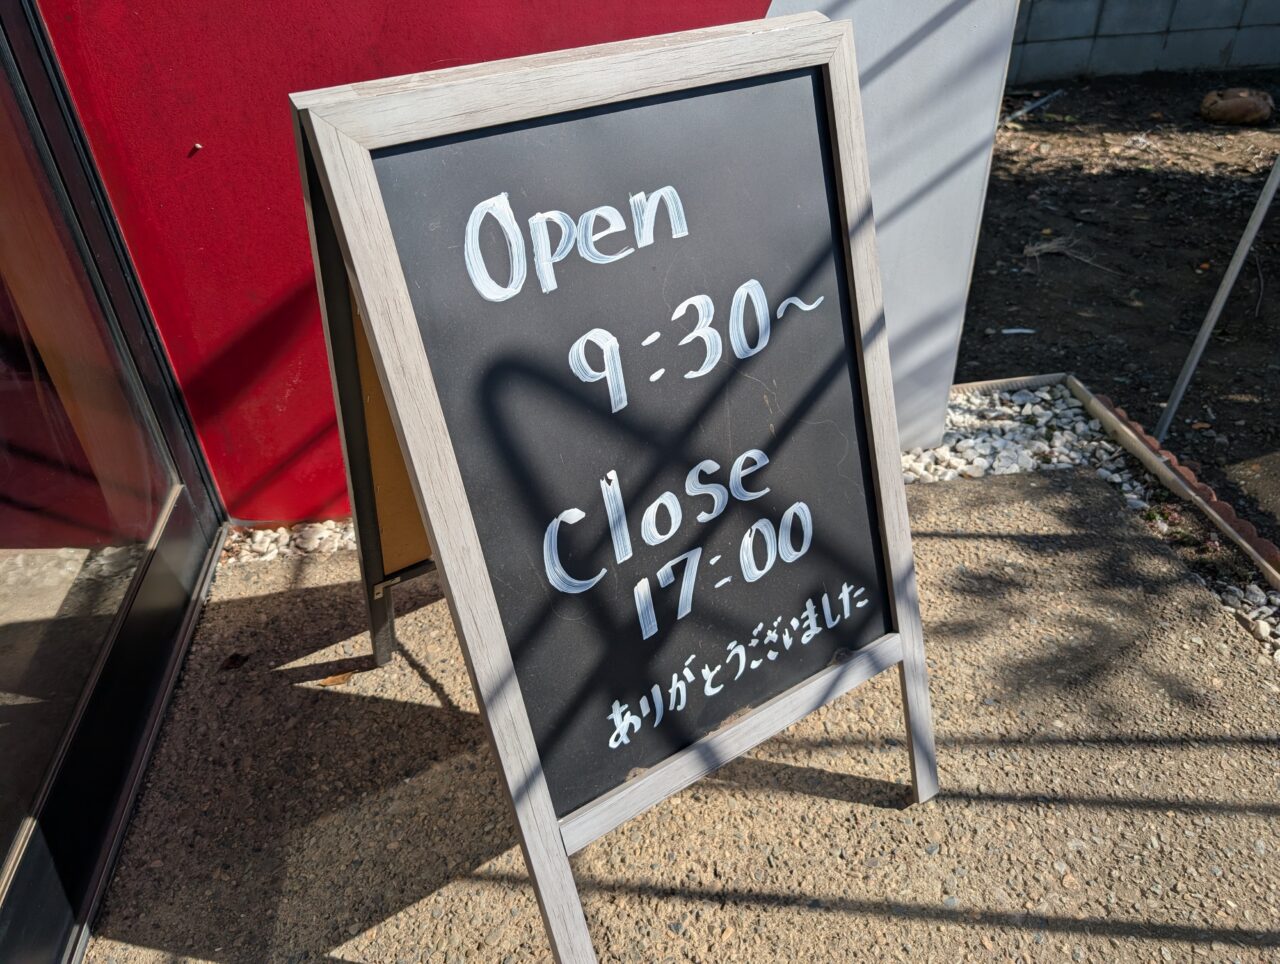 Open
9:30〜
Close
17:00
ありがとうございました